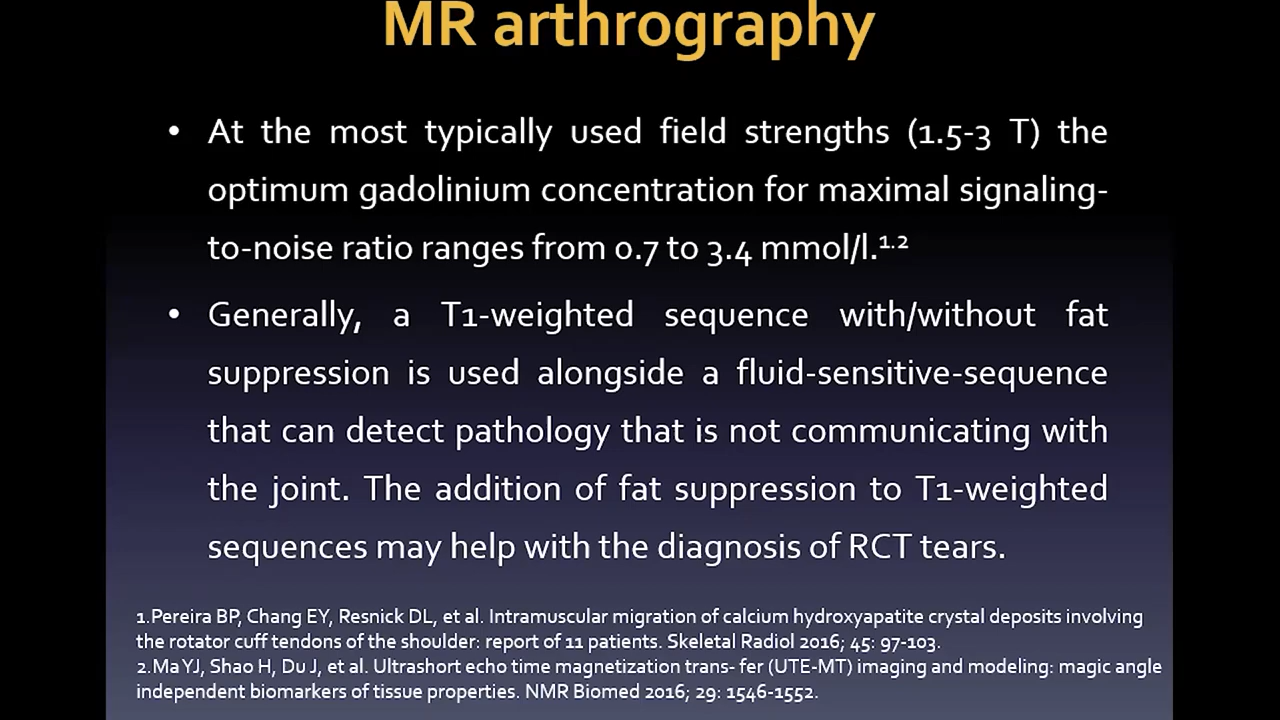 MR arthrography
• At the most typically used field strengths (1.5-3 T) the
optimum gadolinium concentration for maximal signaling-
to-noise ratio ranges from 0.7 to 3.4 mmol/l.1.2
• Generally, a T1-weighted sequence with/without fat
suppression is used alongside a fluid-sensitive-sequence
that can detect pathology that is not communicating with
the joint. The addition of fat suppression to T1-weighted
sequences may help with the diagnosis of RCT tears.
1.Pereira BP, Chang EY, Resnick DL, et al. Intramuscular migration of calcium hydroxyapatite crystal deposits involving
the rotator cuff tendons of the shoulder: report of 11 patients. Skeletal Radiol 2016; 45: 97-103.
2.Ma YJ, Shao H, Du J, et al. Ultrashort echo time magnetization trans- fer (UTE-MT) imaging and modeling: magic angle
independent biomarkers of tissue properties. NMR Biomed 2016; 29: 1546-1552.